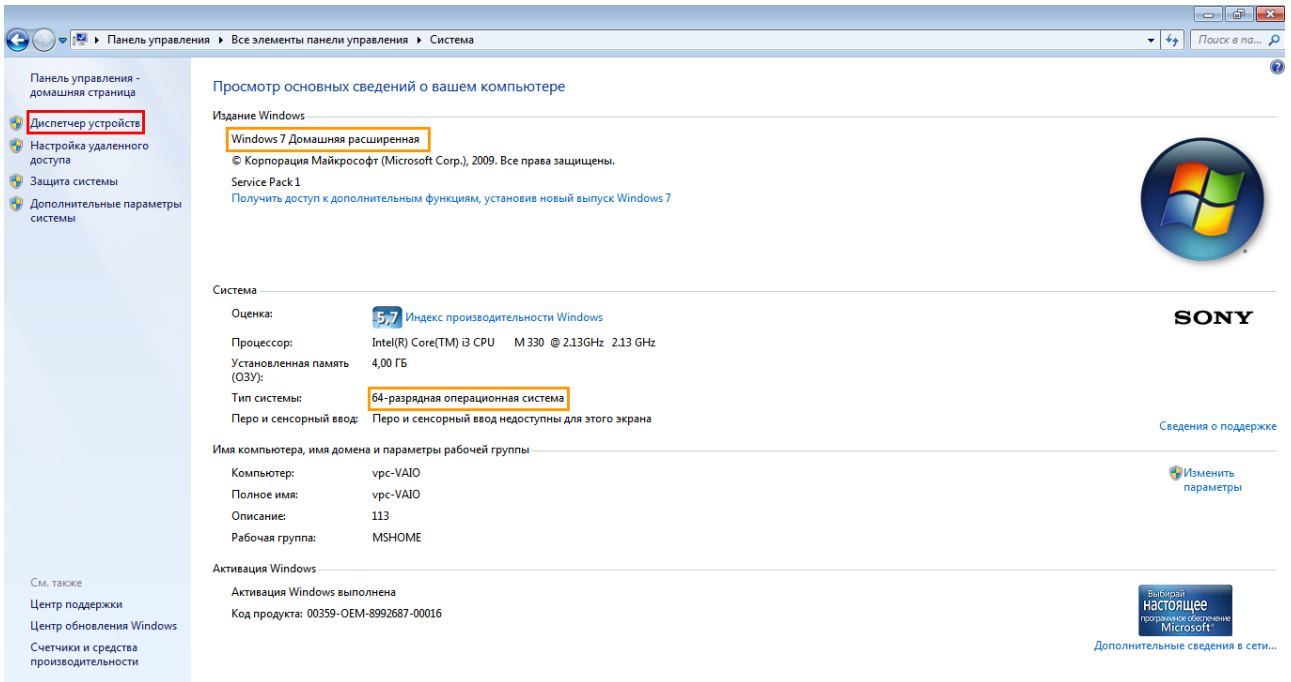 Панель управления ▸ Все элементы панели управления ▸ Система
Поиск в па...
Панель управления -
домашняя страница
Диспетчер устройств
Настройка удаленного
доступа
Защита системы
Дополнительные параметры
системы
См. также
Центр поддержки
Центр обновления Windows
Счетчики и средства
производительности
Просмотр основных сведений о вашем компьютере
Издание Windows
Windows 7 Домашняя расширенная
© Корпорация Майкрософт (Microsoft Corp.), 2009. Все права защищены.
Service Pack 1
Получить доступ к дополнительным функциям, установив новый выпуск Windows 7
Система
Оценка: 5,7 Индекс производительности Windows
Процессор: Intel(R) Core(TM) i3 CPU M 330 @ 2.13GHz 2.13 GHz
Установленная память 4,00 ГБ
(ОЗУ):
Тип системы: 64-разрядная операционная система
Перо и сенсорный ввод: Перо и сенсорный ввод недоступны для этого экрана
SONY
Сведения о поддержке
Имя компьютера, имя домена и параметры рабочей группы
Компьютер: vpc-VAIO
Полное имя: vpc-VAIO
Описание: 113
Рабочая группа: MSHOME
Изменить
параметры
Активация Windows
Активация Windows выполнена
Код продукта: 00359-OEM-8992687-00016
Выбирай
настоящее
программное обеспечение
Microsoft
Дополнительные сведения в сети...